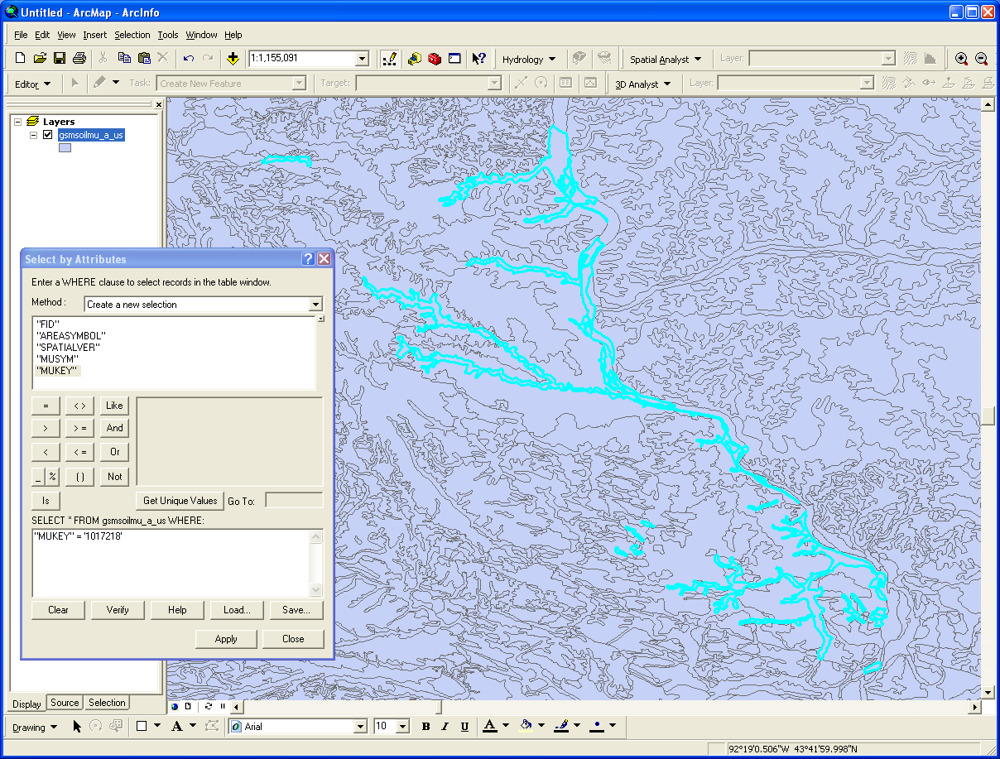 Untitled - ArcMap - ArcInfo
File Edit View Insert Selection Tools Window Help
1:1,155,091 Hydrology Spatial Analyst Layer:
Editor Task: Create New Feature Target: 3D Analyst Layer:
Layers
gsmsoilmu_a_us
Select by Attributes
Enter a WHERE clause to select records in the table window.
Method : Create a new selection
"FID"
"AREASYMBOL"
"SPATIALVER"
"MUSYM"
"MUKEY"
= < > Like
> > = And
< < = Or
_ % ( ) Not
Is Get Unique Values Go To:
SELECT * FROM gsmsoilmu_a_us WHERE:
"MUKEY" = '1017218'
Clear Verify Help Load... Save...
Apply Close
Display Source Selection
Drawing A Arial 10 B I U A
92°19'0.506"W 43°41'59.998"N